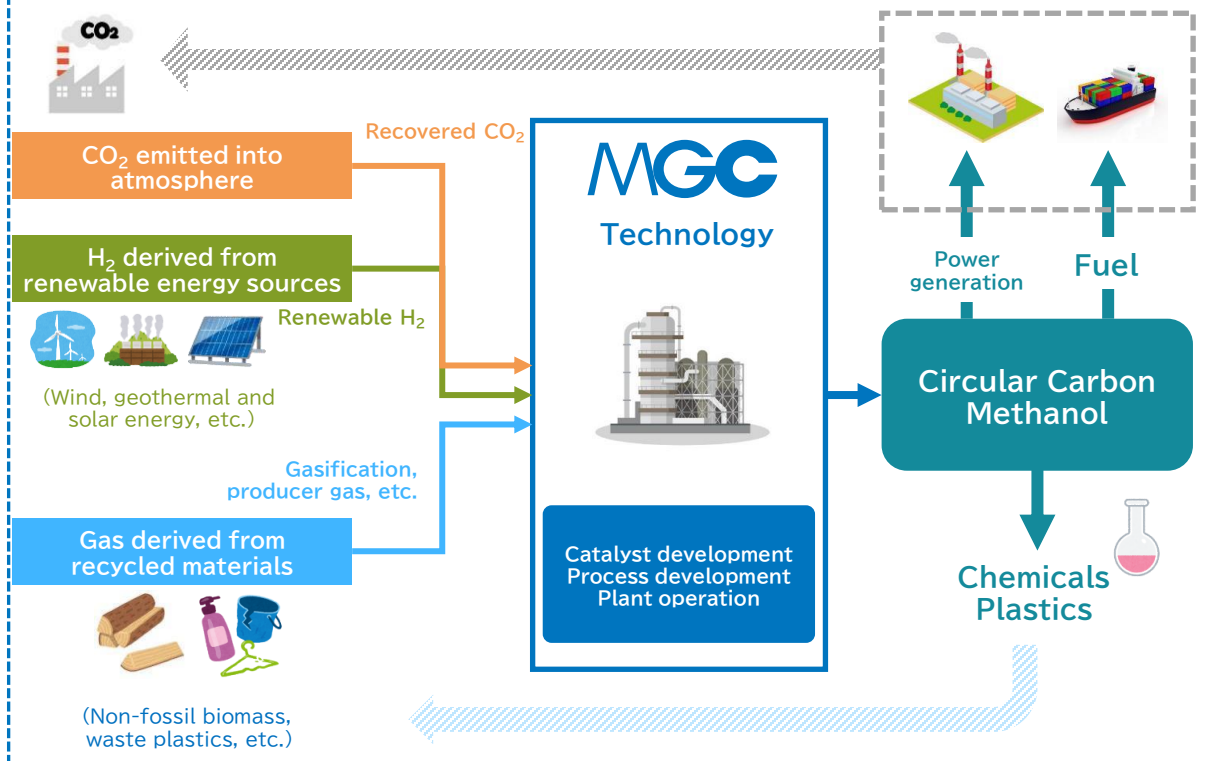 CO₂
Recovered CO₂
CO₂ emitted into
atmosphere
MGC
Technology
H₂ derived from
renewable energy sources
Renewable H₂
(Wind, geothermal and
solar energy, etc.)
Gasification,
producer gas, etc.
Gas derived from
recycled materials
(Non-fossil biomass,
waste plastics, etc.)
Catalyst development
Process development
Plant operation
Power
generation
Fuel
Circular Carbon
Methanol
Chemicals
Plastics